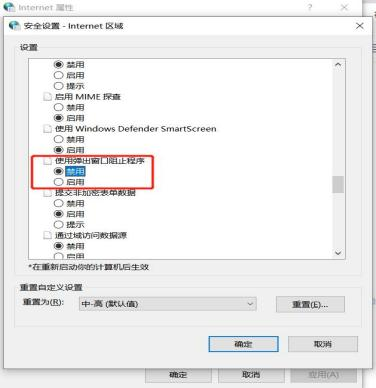 Internet 属性
安全设置 - Internet 区域
设置
禁用
启用
提示
启用 MIME 探查
禁用
启用
使用 Windows Defender SmartScreen
禁用
启用
使用弹出窗口阻止程序
禁用
启用
提交非加密表单数据
禁用
启用
提示
通过域访问数据源
禁用
启用
*在重新启动你的计算机后生效
重置自定义设置
重置为(R): 中-高 (默认值) 重置(E)...
确定 取消
确定 取消 应用(A)